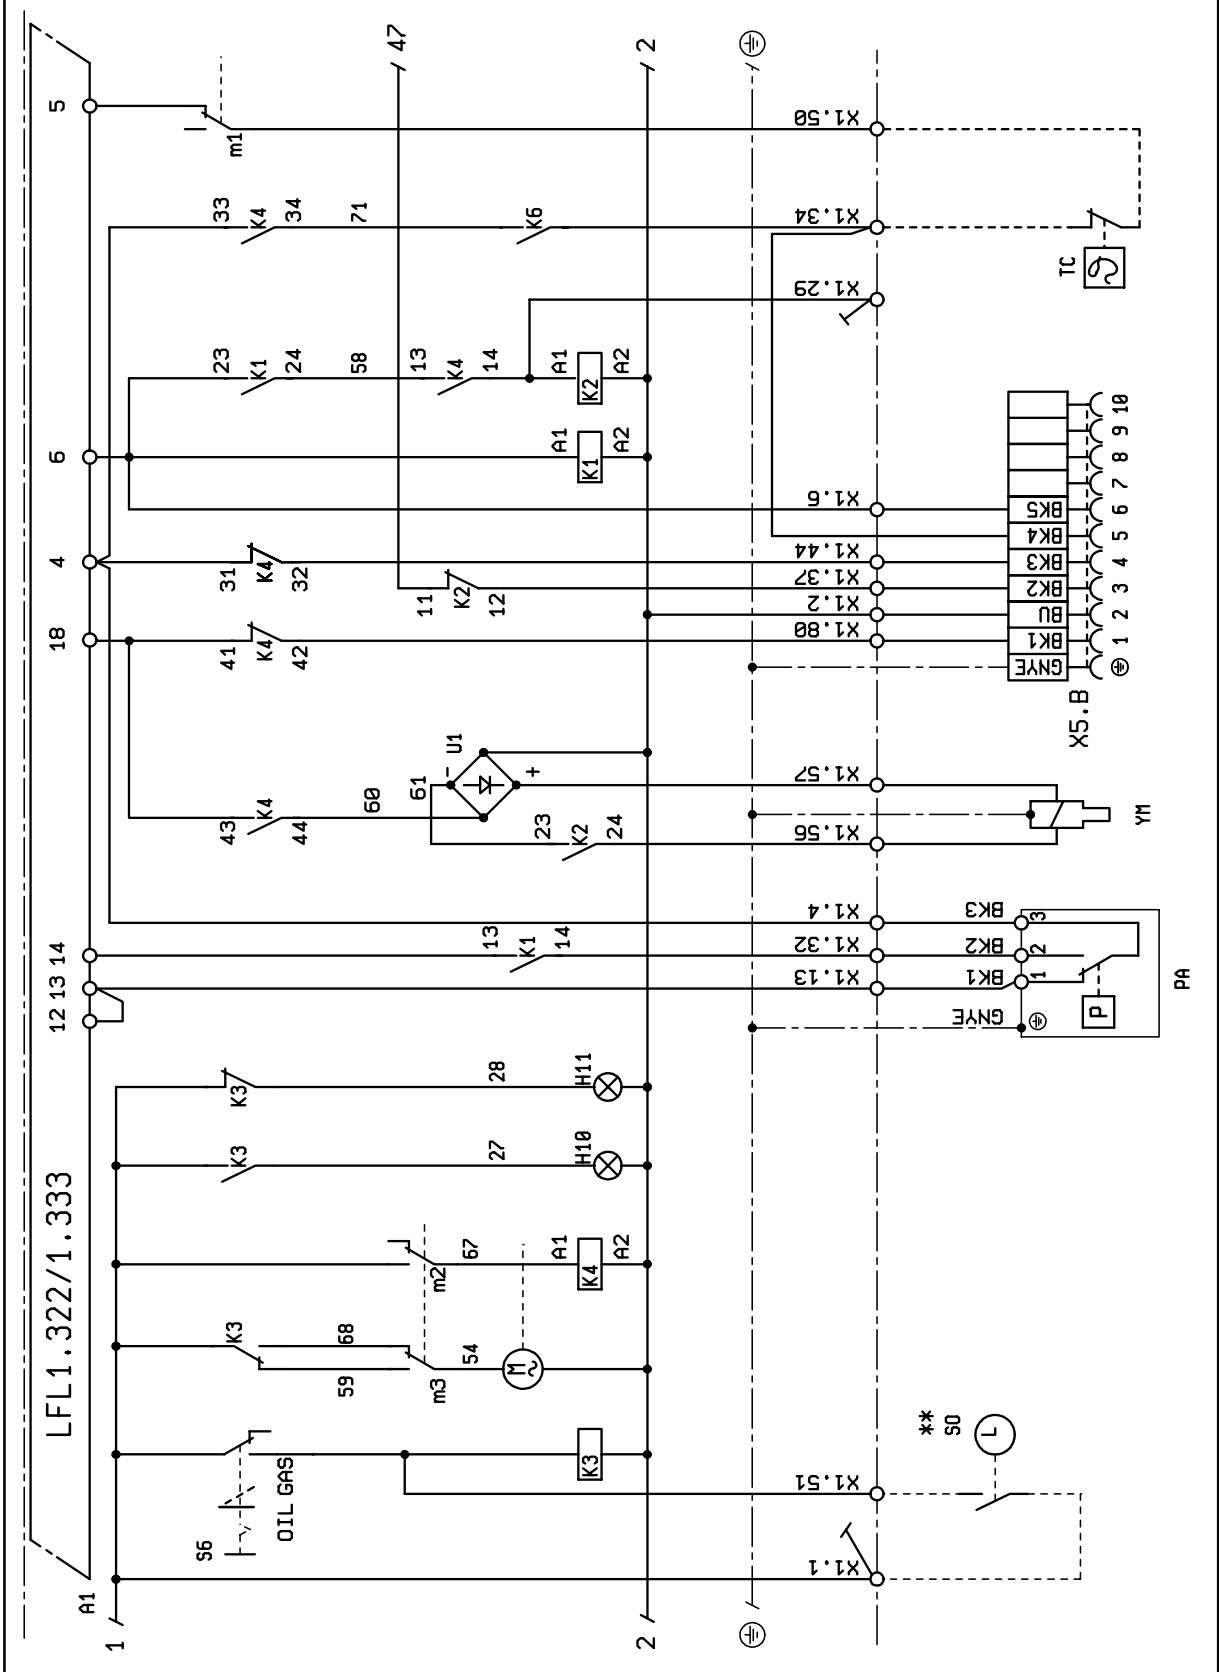 LFL1.322/1.333
A1
12 13 14
18
4
6
5
1
2
S6
OIL GAS
K3
K3
59
68
m3
54
M
m2
67
A1
K4
A2
K3
27
H10
K3
28
H11
13
K1
14
43
K4
44
60
61
-
U1
+
23
K2
24
41
K4
42
31
K4
32
11
K2
12
A1
K1
A2
23
K1
24
58
13
K4
14
A1
K2
A2
33
K4
34
71
K6
m1
47
2
X1.1
X1.51
X1.13
X1.32
X1.4
X1.56
X1.57
X1.80
X1.2
X1.37
X1.44
X1.6
X1.29
X1.34
X1.50
**
SO
L
GNYE
BK1
BK2
BK3
1
2
3
P
PA
YM
X5.B
GNYE
BK1
BU
BK2
BK3
BK4
BK5
1 2 3 4 5 6 7 8 9 10
TC